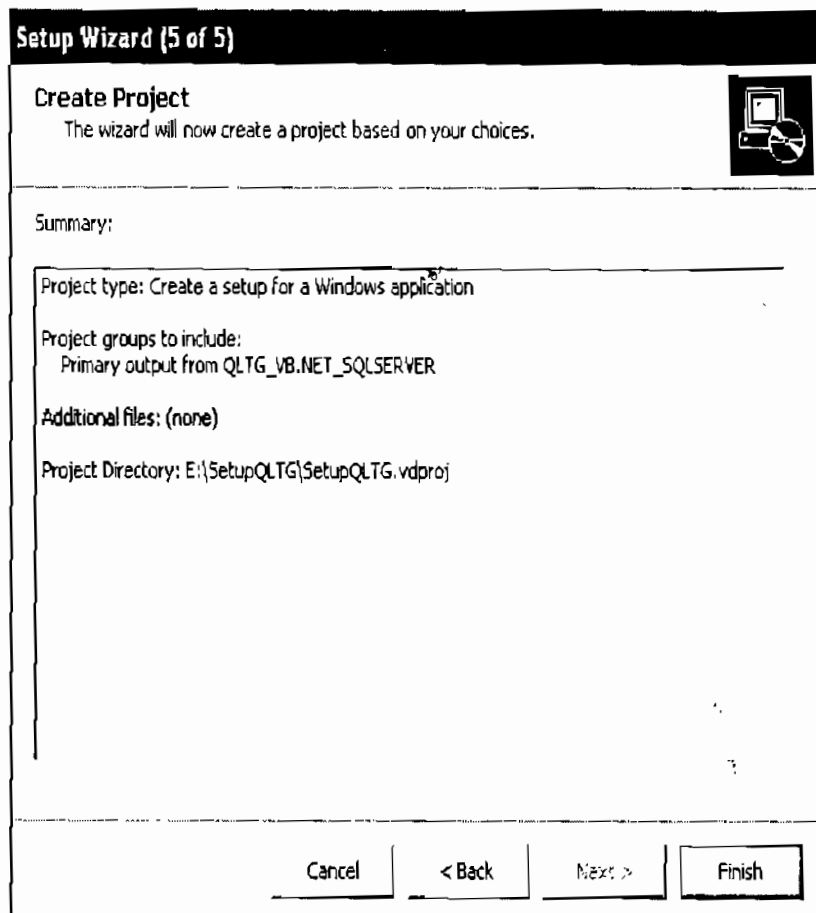 Setup Wizard (5 of 5)
Create Project
The wizard will now create a project based on your choices.
Summary:
Project type: Create a setup for a Windows application
Project groups to include:
Primary output from QLTG_VB.NET_SQLSERVER
Additional files: (none)
Project Directory: E:\SetupQLTG\SetupQLTG.vdproj
Cancel
< Back
Next >
Finish